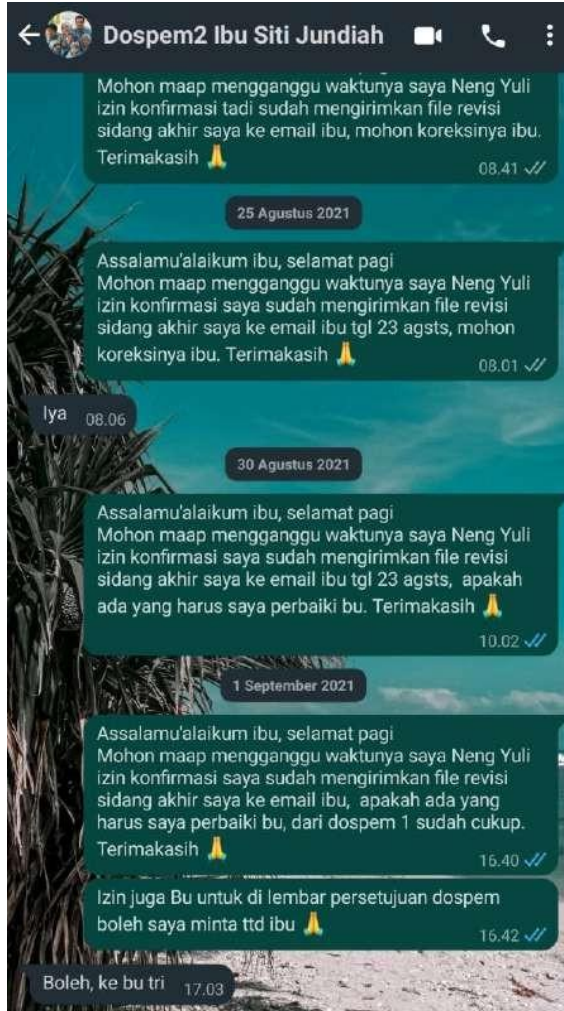 Dospem2 Ibu Siti Jundiah
Mohon maap mengganggu waktunya saya Neng Yuli
izin konfirmasi tadi sudah mengirimkan file revisi
sidang akhir saya ke email ibu, mohon koreksinya ibu.
Terimakasih 🙏
08.41
25 Agustus 2021
Assalamu'alaikum ibu, selamat pagi
Mohon maap mengganggu waktunya saya Neng Yuli
izin konfirmasi saya sudah mengirimkan file revisi
sidang akhir saya ke email ibu tgl 23 agsts, mohon
koreksinya ibu. Terimakasih 🙏
08.01
Iya 08.06
30 Agustus 2021
Assalamu'alaikum ibu, selamat pagi
Mohon maap mengganggu waktunya saya Neng Yuli
izin konfirmasi saya sudah mengirimkan file revisi
sidang akhir saya ke email ibu tgl 23 agsts, apakah
ada yang harus saya perbaiki bu. Terimakasih 🙏
10.02
1 September 2021
Assalamu'alaikum ibu, selamat pagi
Mohon maap mengganggu waktunya saya Neng Yuli
izin konfirmasi saya sudah mengirimkan file revisi
sidang akhir saya ke email ibu, apakah ada yang
harus saya perbaiki bu, dari dospem 1 sudah cukup.
Terimakasih 🙏
16.40
Izin juga Bu untuk di lembar persetujuan dospem
boleh saya minta ttd ibu 🙏
16.42
Boleh, ke bu tri 17.03